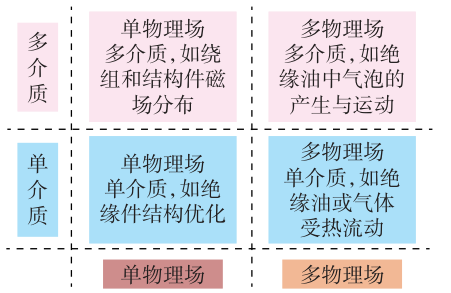 多
介
质
单物理场
多介质,如绕
组和结构件磁
场分布
多物理场
多介质,如绝
缘油中气泡的
产生与运动
单
介
质
单物理场
单介质,如绝
缘件结构优化
多物理场
单介质,如绝
缘油或气体
受热流动
单物理场
多物理场